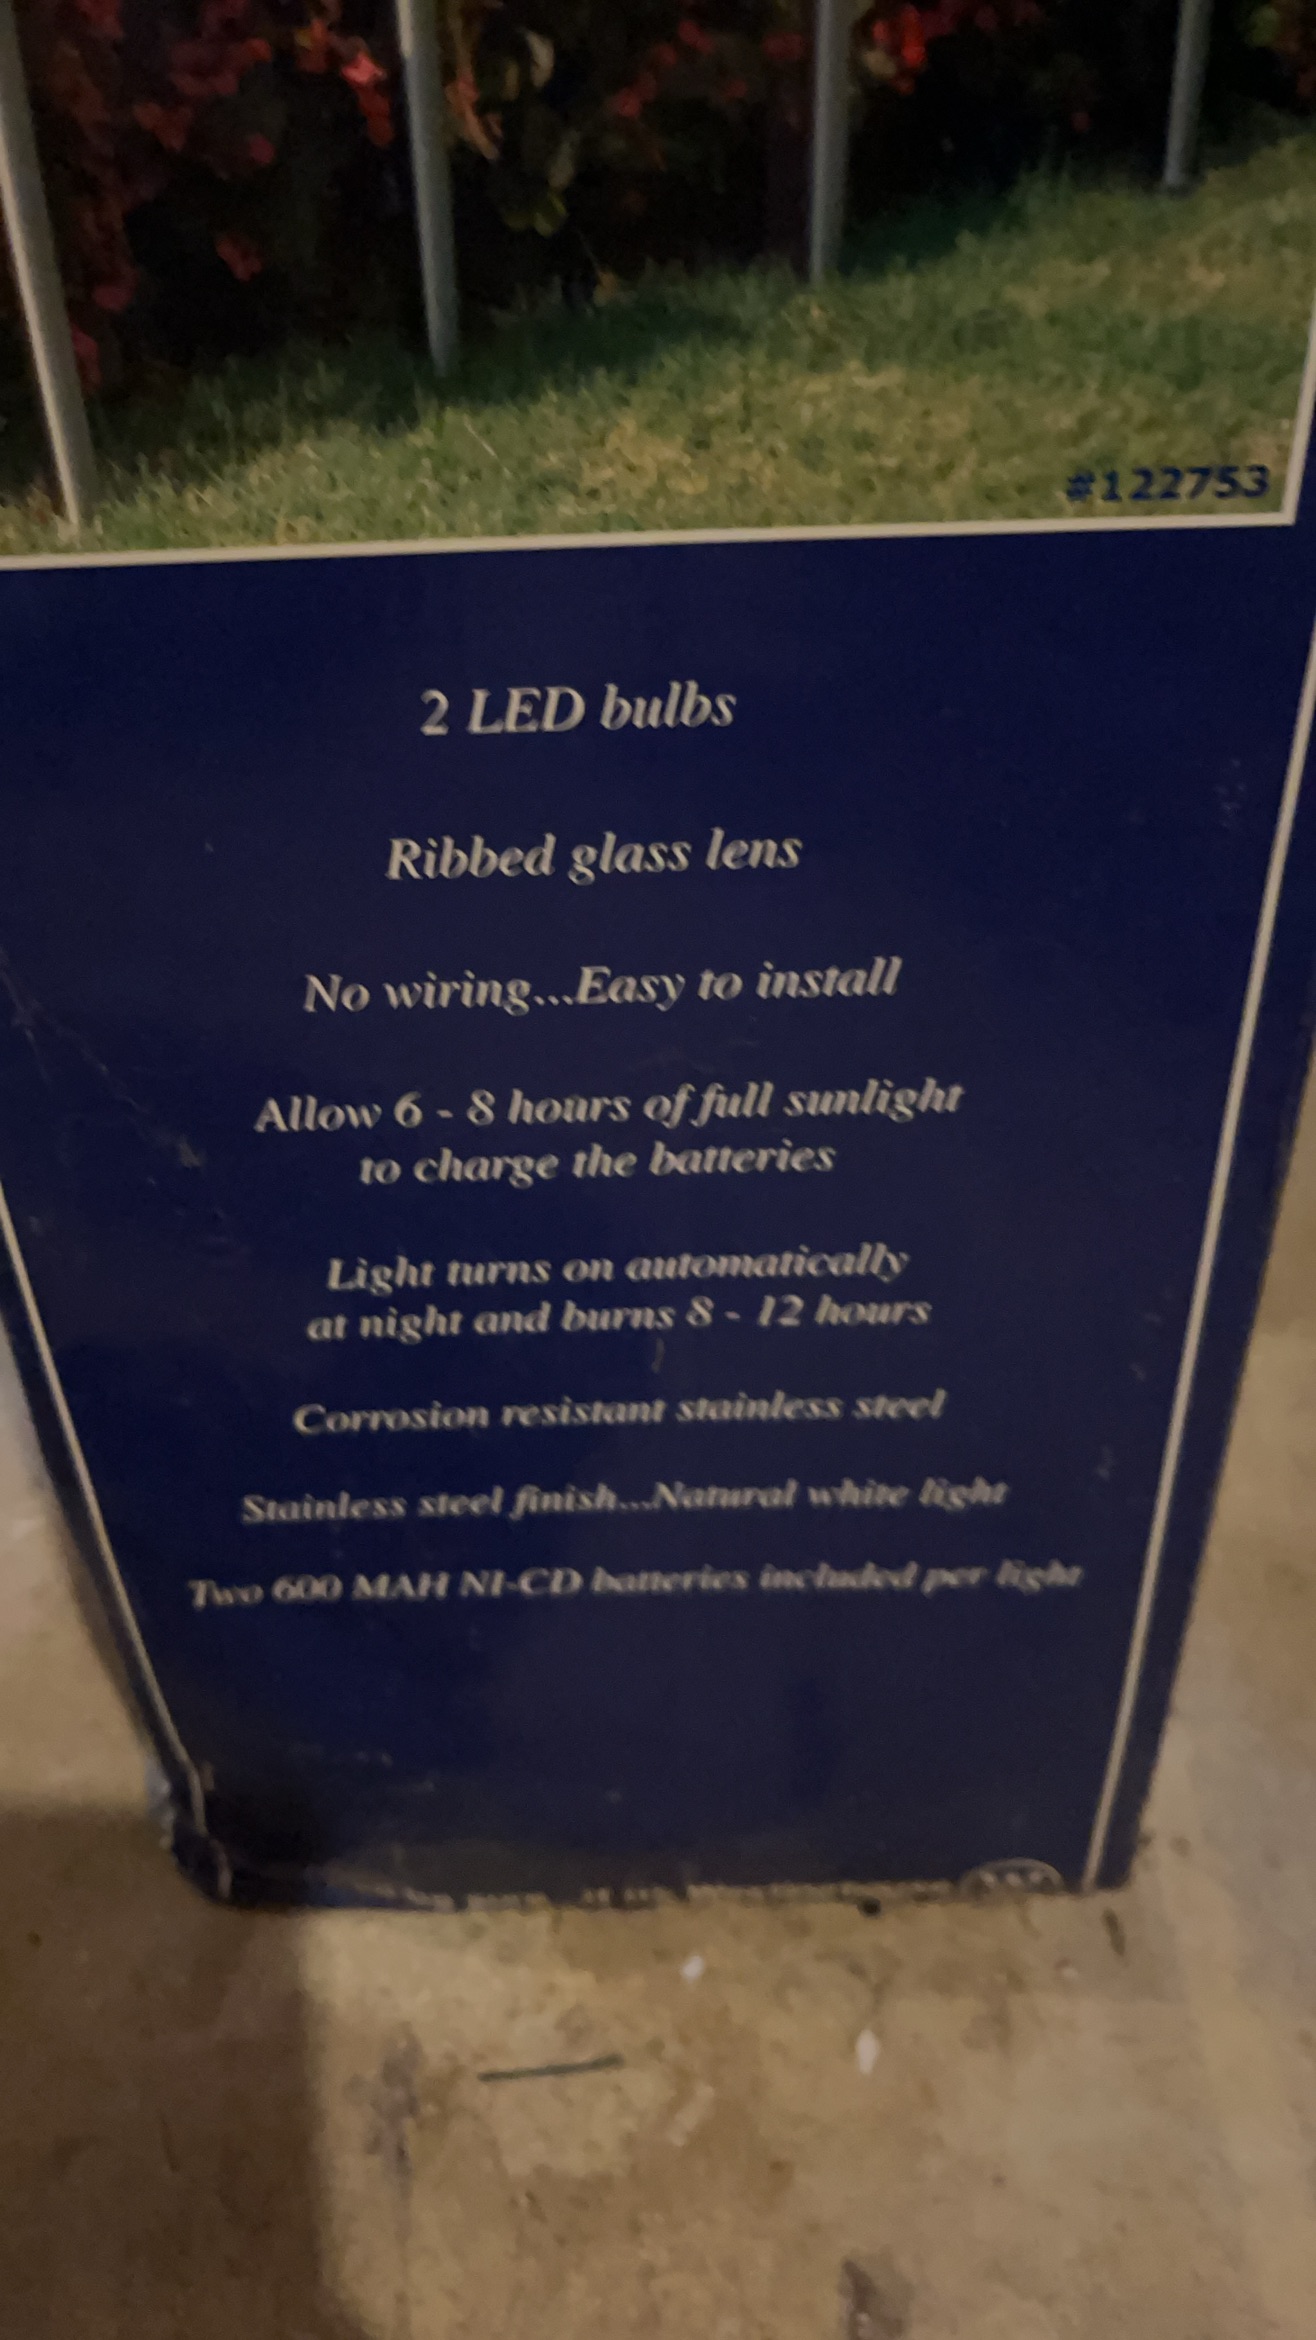 #122753
2 LED bulbs
Ribbed glass lens
No wiring...Easy to install
Allow 6 - 8 hours of full sunlight
to charge the batteries
Light turns on automatically
at night and burns 8 - 12 hours
Corrosion resistant stainless steel
Stainless steel finish...Natural white light
Two 600 MAH NI-CD batteries included per light